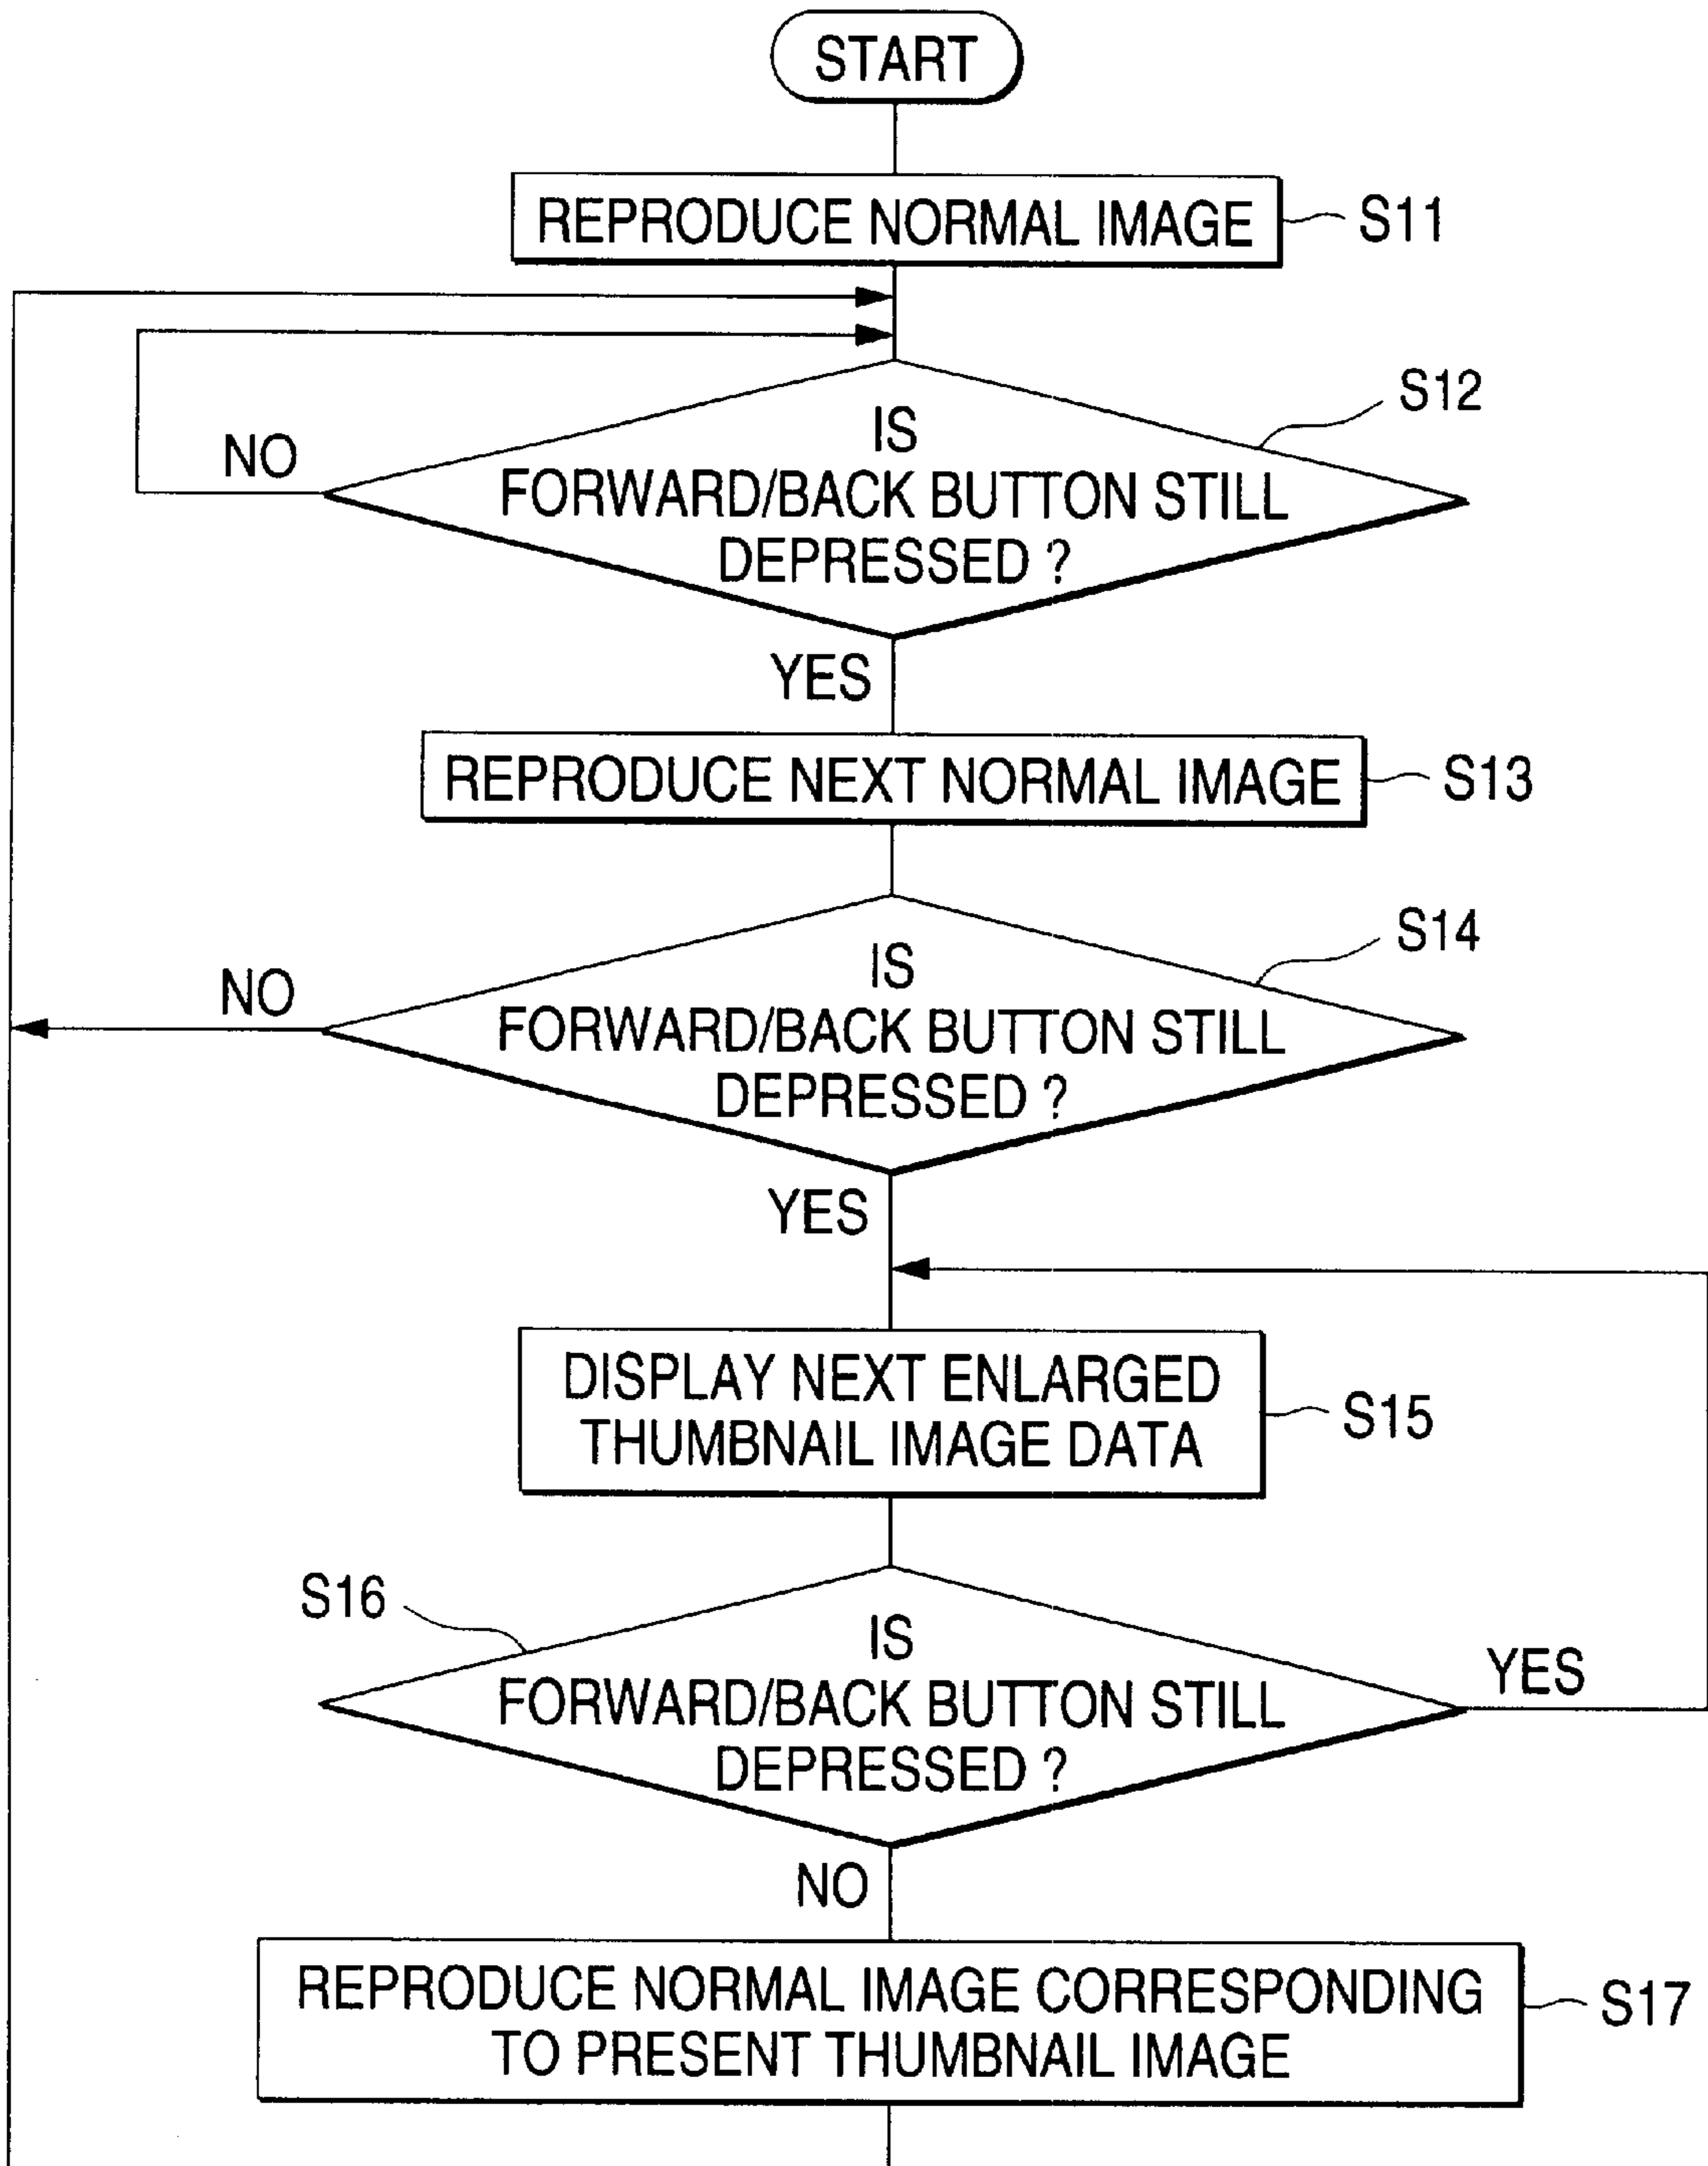 START
REPRODUCE NORMAL IMAGE
S11
S12
IS
FORWARD/BACK BUTTON STILL
DEPRESSED ?
NO
YES
REPRODUCE NEXT NORMAL IMAGE
S13
S14
IS
FORWARD/BACK BUTTON STILL
DEPRESSED ?
NO
YES
DISPLAY NEXT ENLARGED
THUMBNAIL IMAGE DATA
S15
S16
IS
FORWARD/BACK BUTTON STILL
DEPRESSED ?
YES
NO
REPRODUCE NORMAL IMAGE CORRESPONDING
TO PRESENT THUMBNAIL IMAGE
S17